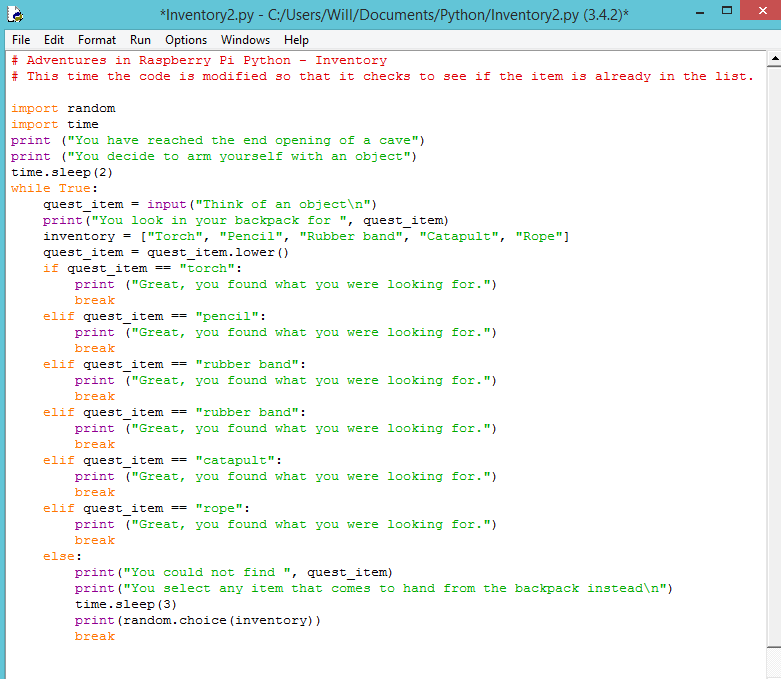 *Inventory2.py - C:/Users/Will/Documents/Python/Inventory2.py (3.4.2)*
File Edit Format Run Options Windows Help
# Adventures in Raspberry Pi Python - Inventory
# This time the code is modified so that it checks to see if the item is already in the list.
import random
import time
print ("You have reached the end opening of a cave")
print ("You decide to arm yourself with an object")
time.sleep(2)
while True:
    quest_item = input("Think of an object\n")
    print("You look in your backpack for ", quest_item)
    inventory = ["Torch", "Pencil", "Rubber band", "Catapult", "Rope"]
    quest_item = quest_item.lower()
    if quest_item == "torch":
        print ("Great, you found what you were looking for.")
        break
    elif quest_item == "pencil":
        print ("Great, you found what you were looking for.")
        break
    elif quest_item == "rubber band":
        print ("Great, you found what you were looking for.")
        break
    elif quest_item == "rubber band":
        print ("Great, you found what you were looking for.")
        break
    elif quest_item == "catapult":
        print ("Great, you found what you were looking for.")
        break
    elif quest_item == "rope":
        print ("Great, you found what you were looking for.")
        break
    else:
        print("You could not find ", quest_item)
        print("You select any item that comes to hand from the backpack instead\n")
        time.sleep(3)
        print(random.choice(inventory))
        break